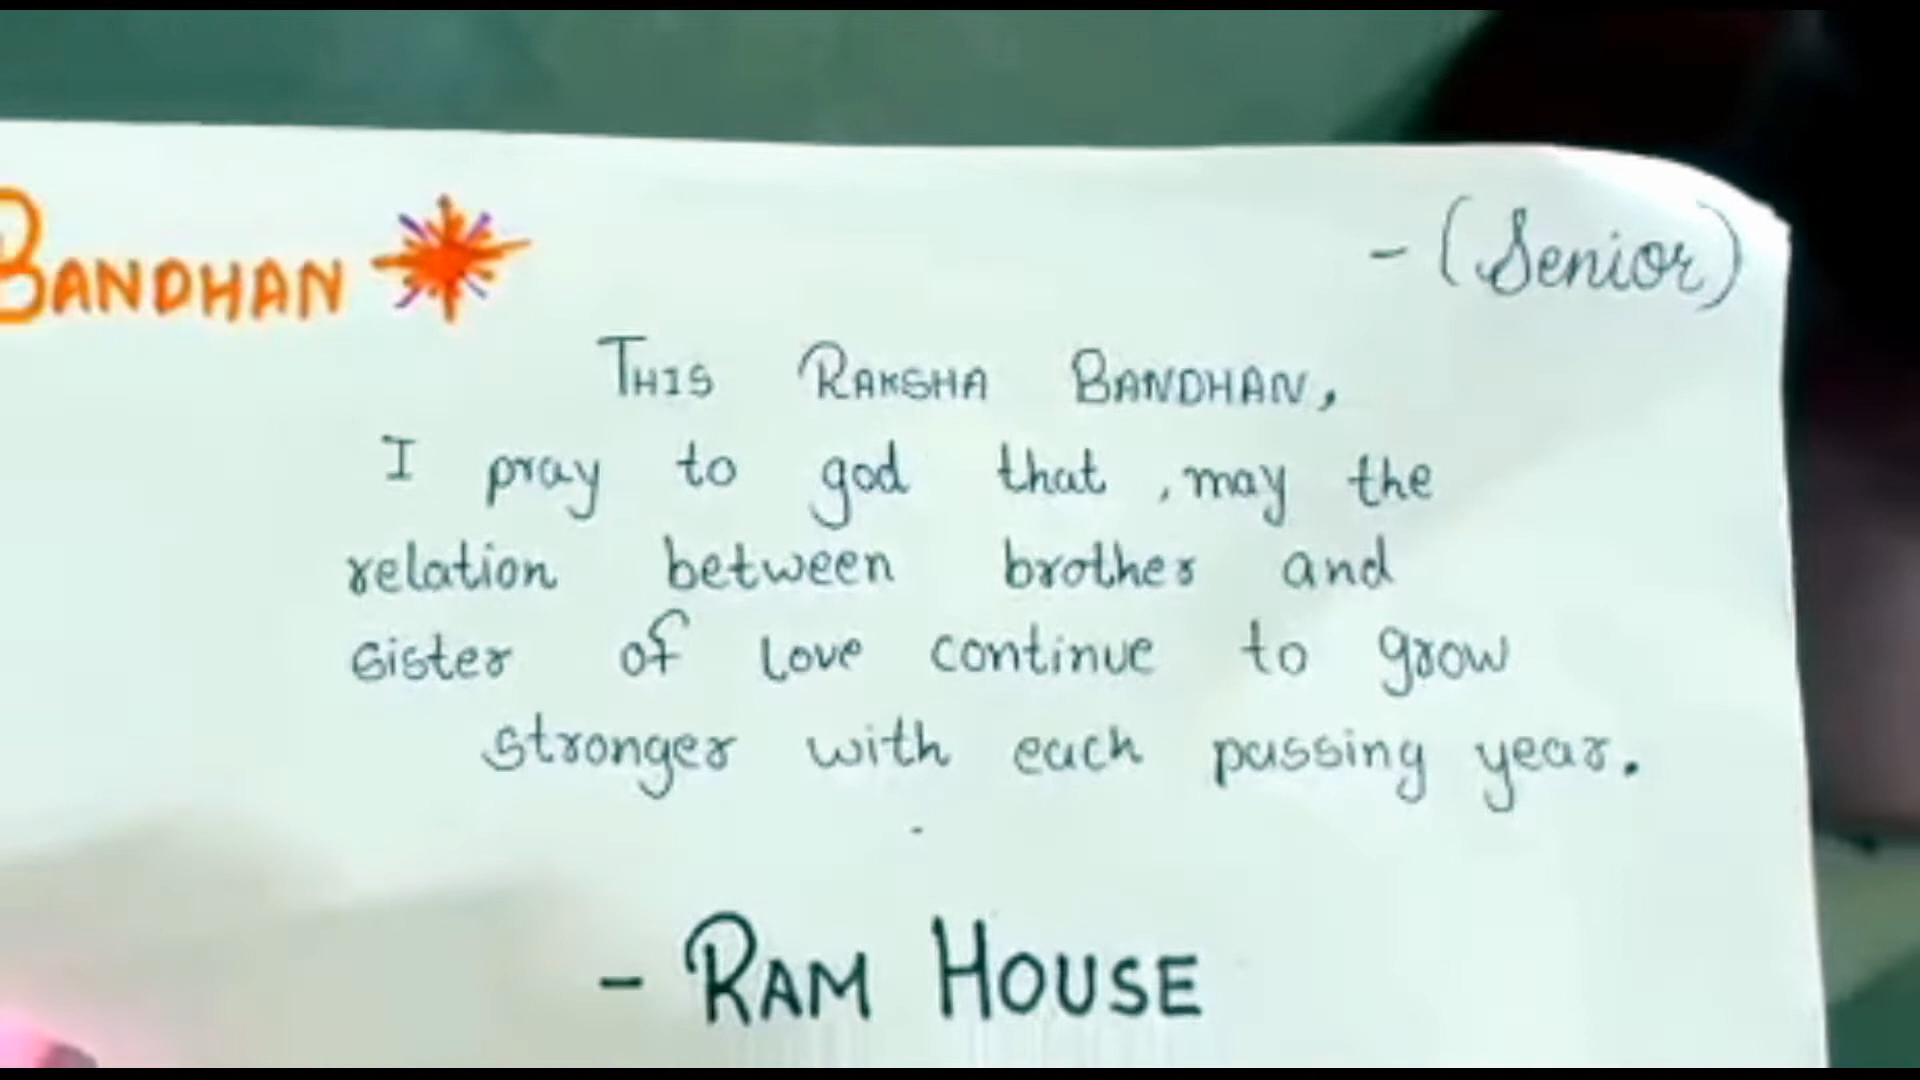 BANDHAN
- (Senior)
THIS RAKSHA BANDHAN,
I pray to god that , may the
relation between brother and
sister of love continue to grow
stronger with each passing year.
- RAM HOUSE